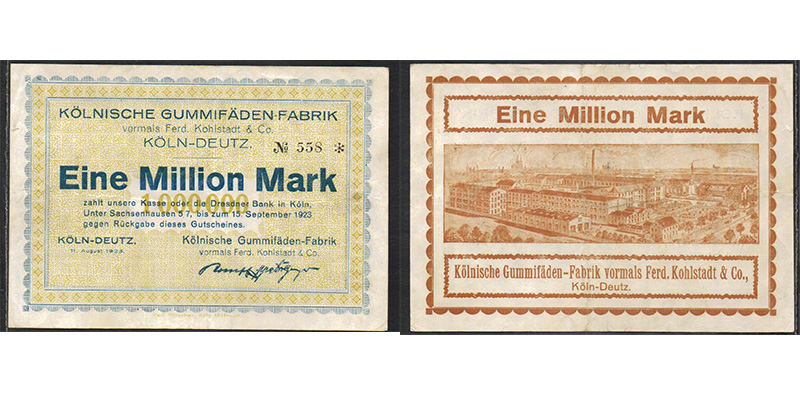 KÖLNISCHE GUMMIFÄDEN-FABRIK
vormals Ferd. Kohlstadt & Co.
KÖLN-DEUTZ.
№ 558 *
Eine Million Mark
1000000
zahlt unsere Kasse oder die Dresdner Bank in Köln,
Unter Sachsenhausen 5 7, bis zum 15. September 1923
gegen Rückgabe dieses Gutscheines.
KÖLN-DEUTZ. Kölnische Gummifäden-Fabrik
11. August 1923. vormals Ferd. Kohlstadt & Co.
Eine Million Mark
Kölnische Gummifäden-Fabrik vormals Ferd. Kohlstadt & Co.,
Köln-Deutz.